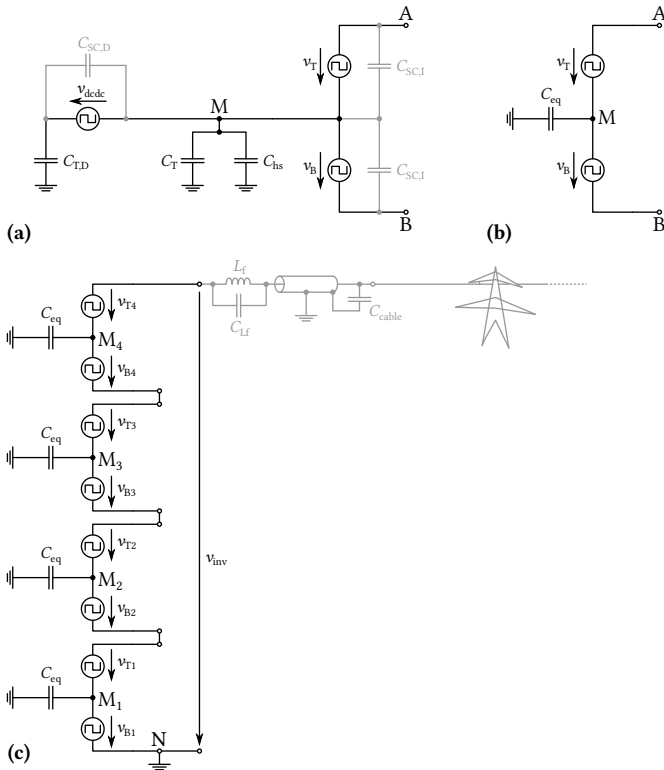 A
A
C_SC,D
v_T
C_SC,I
v_T
v_dcdc
M
C_eq
M
C_T,D
C_T
C_hs
v_B
C_SC,I
v_B
(a)
B
(b)
B
L_f
v_T4
C_eq
C_Lf
C_cable
M_4
v_B4
v_T3
C_eq
M_3
v_B3
v_T2
v_inv
C_eq
M_2
v_B2
v_T1
C_eq
M_1
N
v_B1
(c)